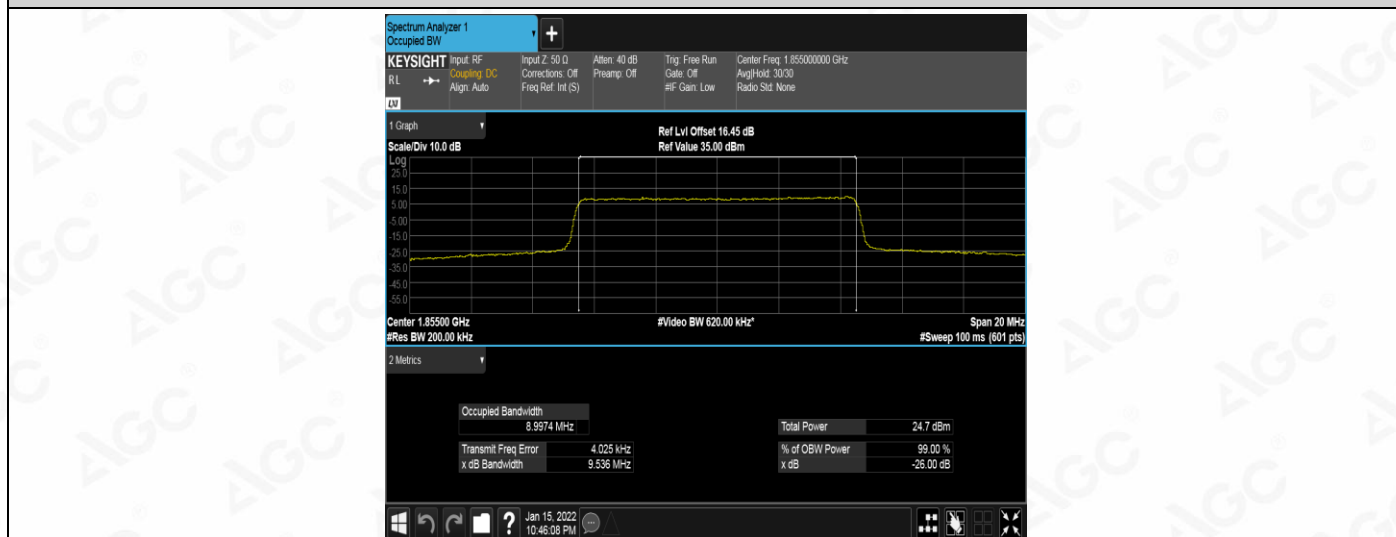 Spectrum Analyzer 1
Occupied BW
+
KEYSIGHT
RL
LXI
Input: RF
Coupling: DC
Align: Auto
Input Z: 50 Ω
Corrections: Off
Freq Ref: Int (S)
Atten: 40 dB
Preamp: Off
Trig: Free Run
Gate: Off
#IF Gain: Low
Center Freq: 1.855000000 GHz
Avg|Hold: 30/30
Radio Std: None
1 Graph
Scale/Div 10.0 dB
Ref Lvl Offset 16.45 dB
Ref Value 35.00 dBm
Log
25.0
15.0
5.00
-5.00
-15.0
-25.0
-35.0
-45.0
-55.0
Center 1.85500 GHz
#Video BW 620.00 kHz*
Span 20 MHz
#Res BW 200.00 kHz
#Sweep 100 ms (601 pts)
2 Metrics
Occupied Bandwidth
8.9974 MHz
Transmit Freq Error 4.025 kHz
x dB Bandwidth 9.536 MHz
Total Power 24.7 dBm
% of OBW Power 99.00 %
x dB -26.00 dB
?
Jan 15, 2022
10:46:08 PM
AGC